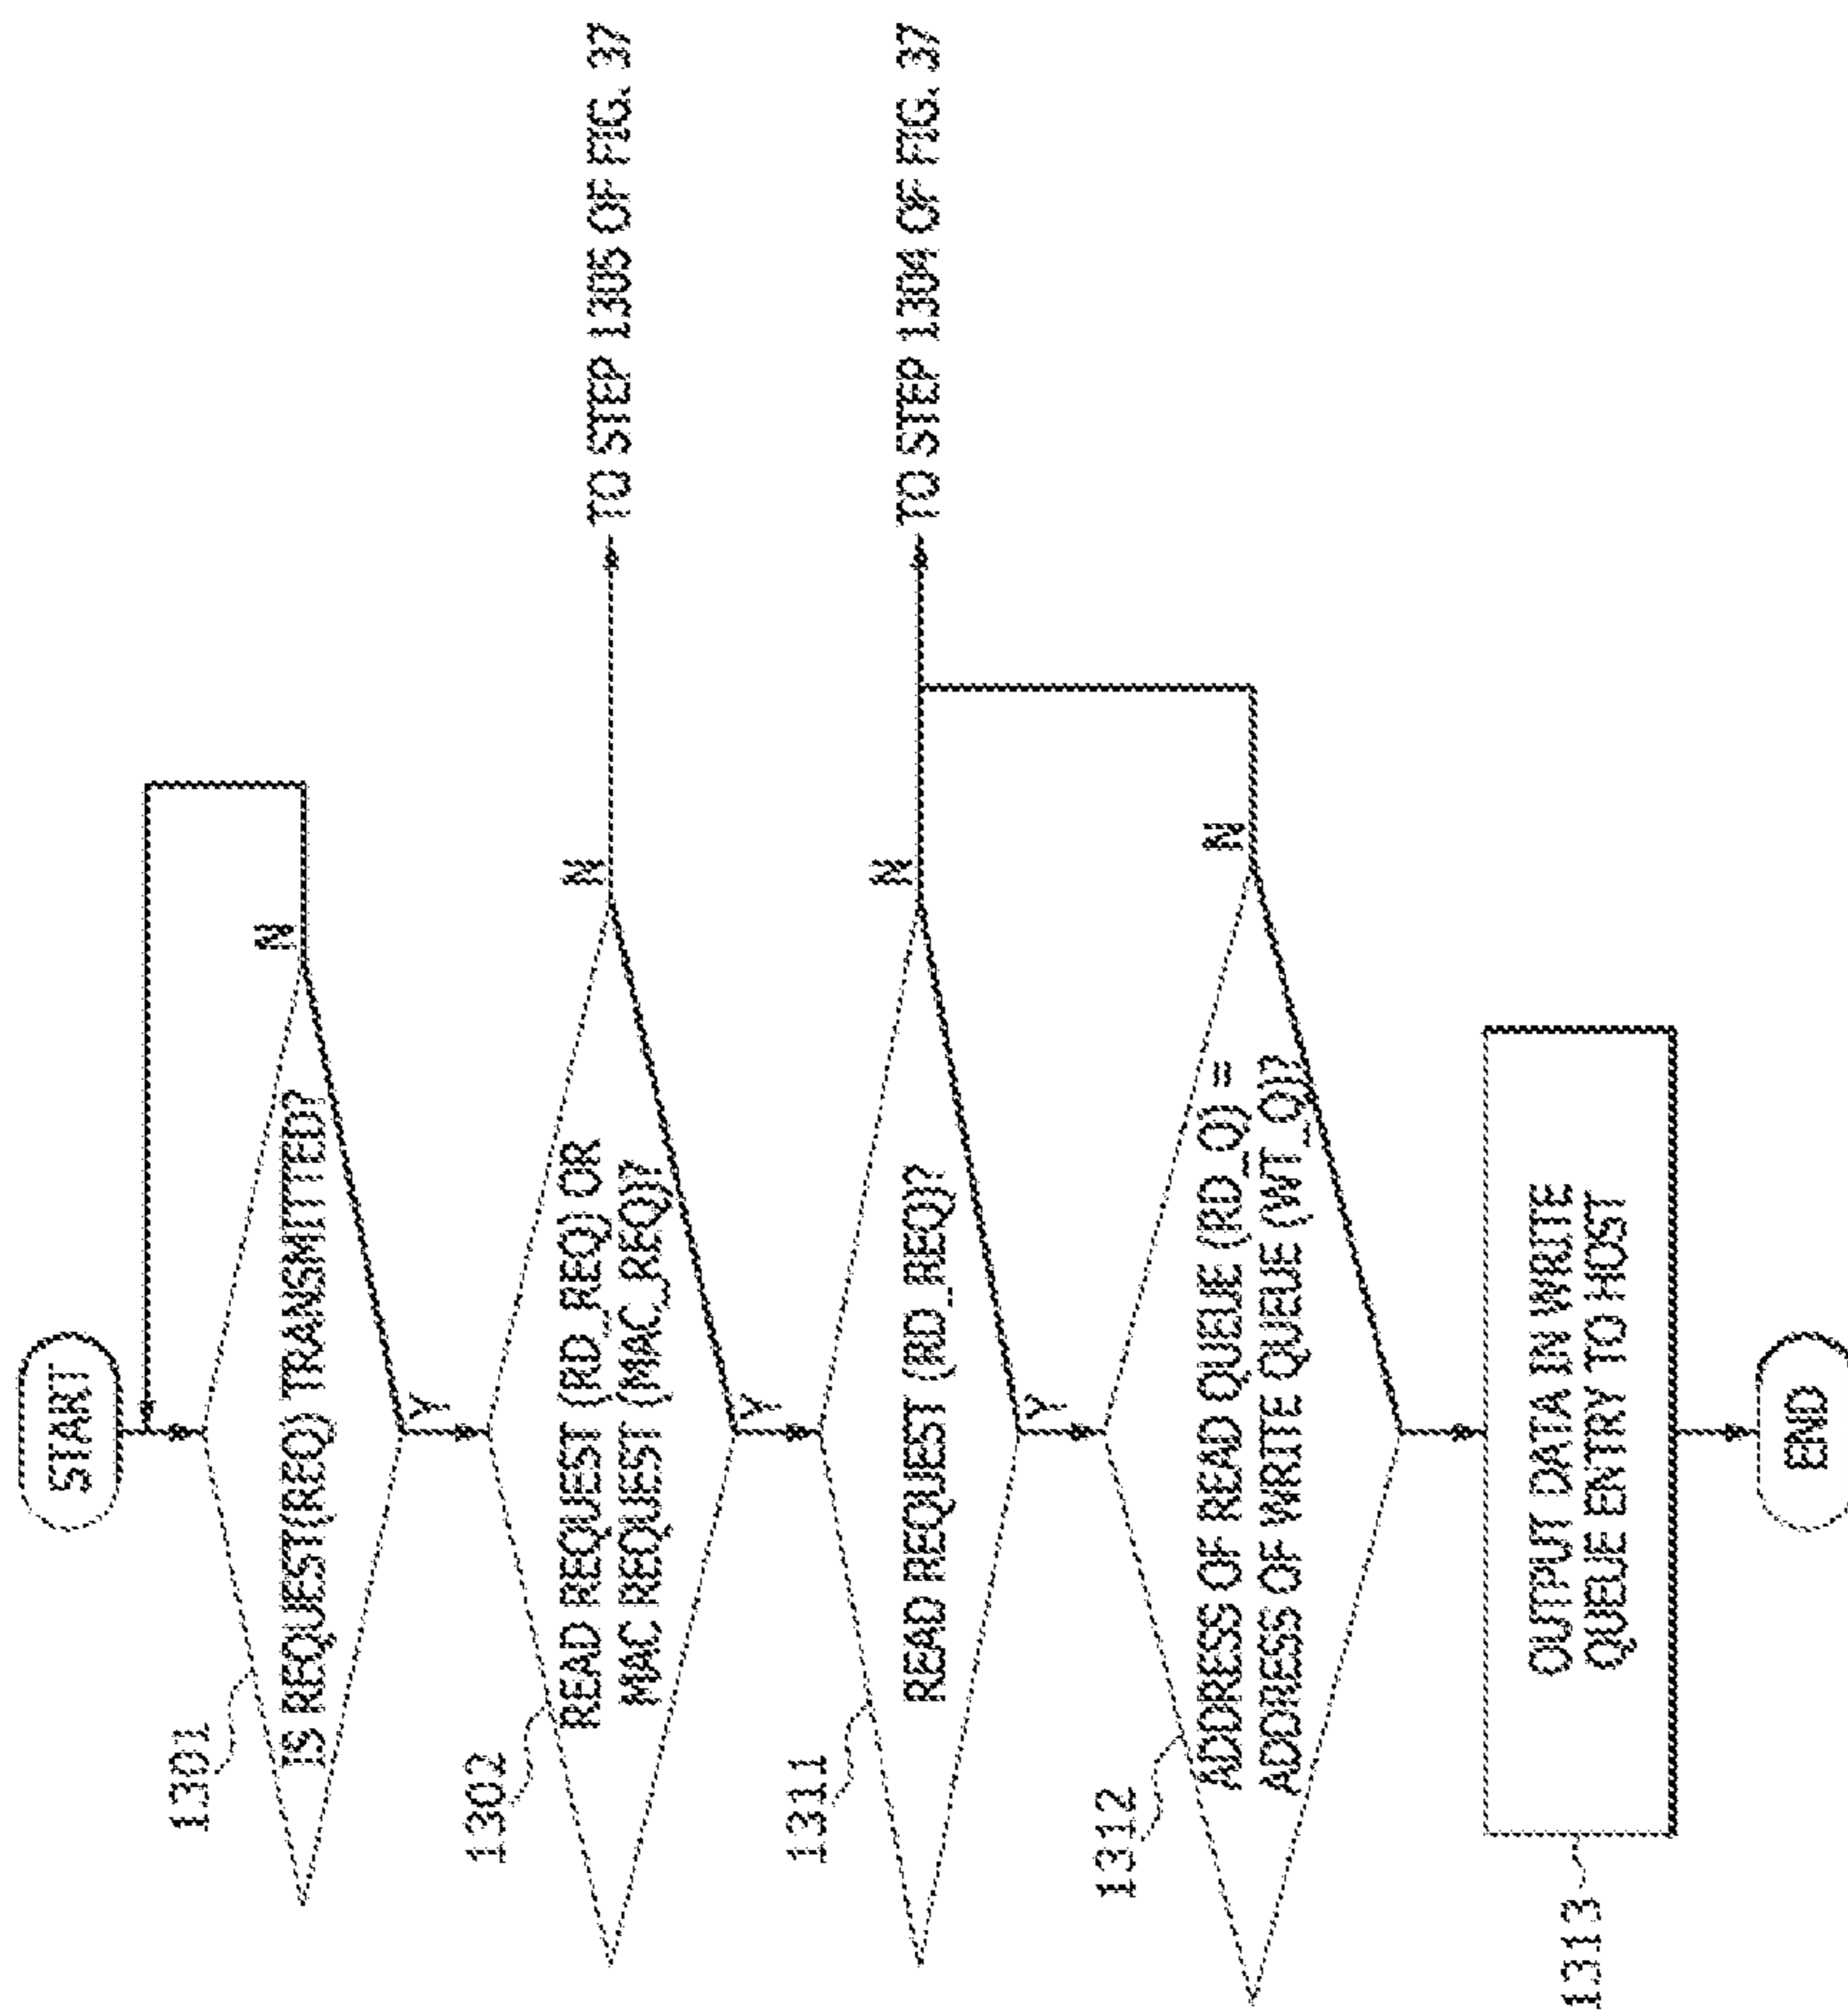 START
1301
IS REQUEST(REQ) TRANSMITTED?
N
Y
1302
READ REQUEST (RD_REQ) OR
MAC REQUEST (MAC_REQ)?
N
TO STEP 1305 OF FIG. 37
Y
1311
READ REQUEST (RD_REQ)?
N
TO STEP 1304 OF FIG. 37
Y
1312
ADDRESS OF READ QUEUE (RD_Q) =
ADDRESS OF WRITE QUEUE (WT_Q)?
N
1313
OUTPUT DATA IN WRITE
QUEUE ENTRY TO HOST
END